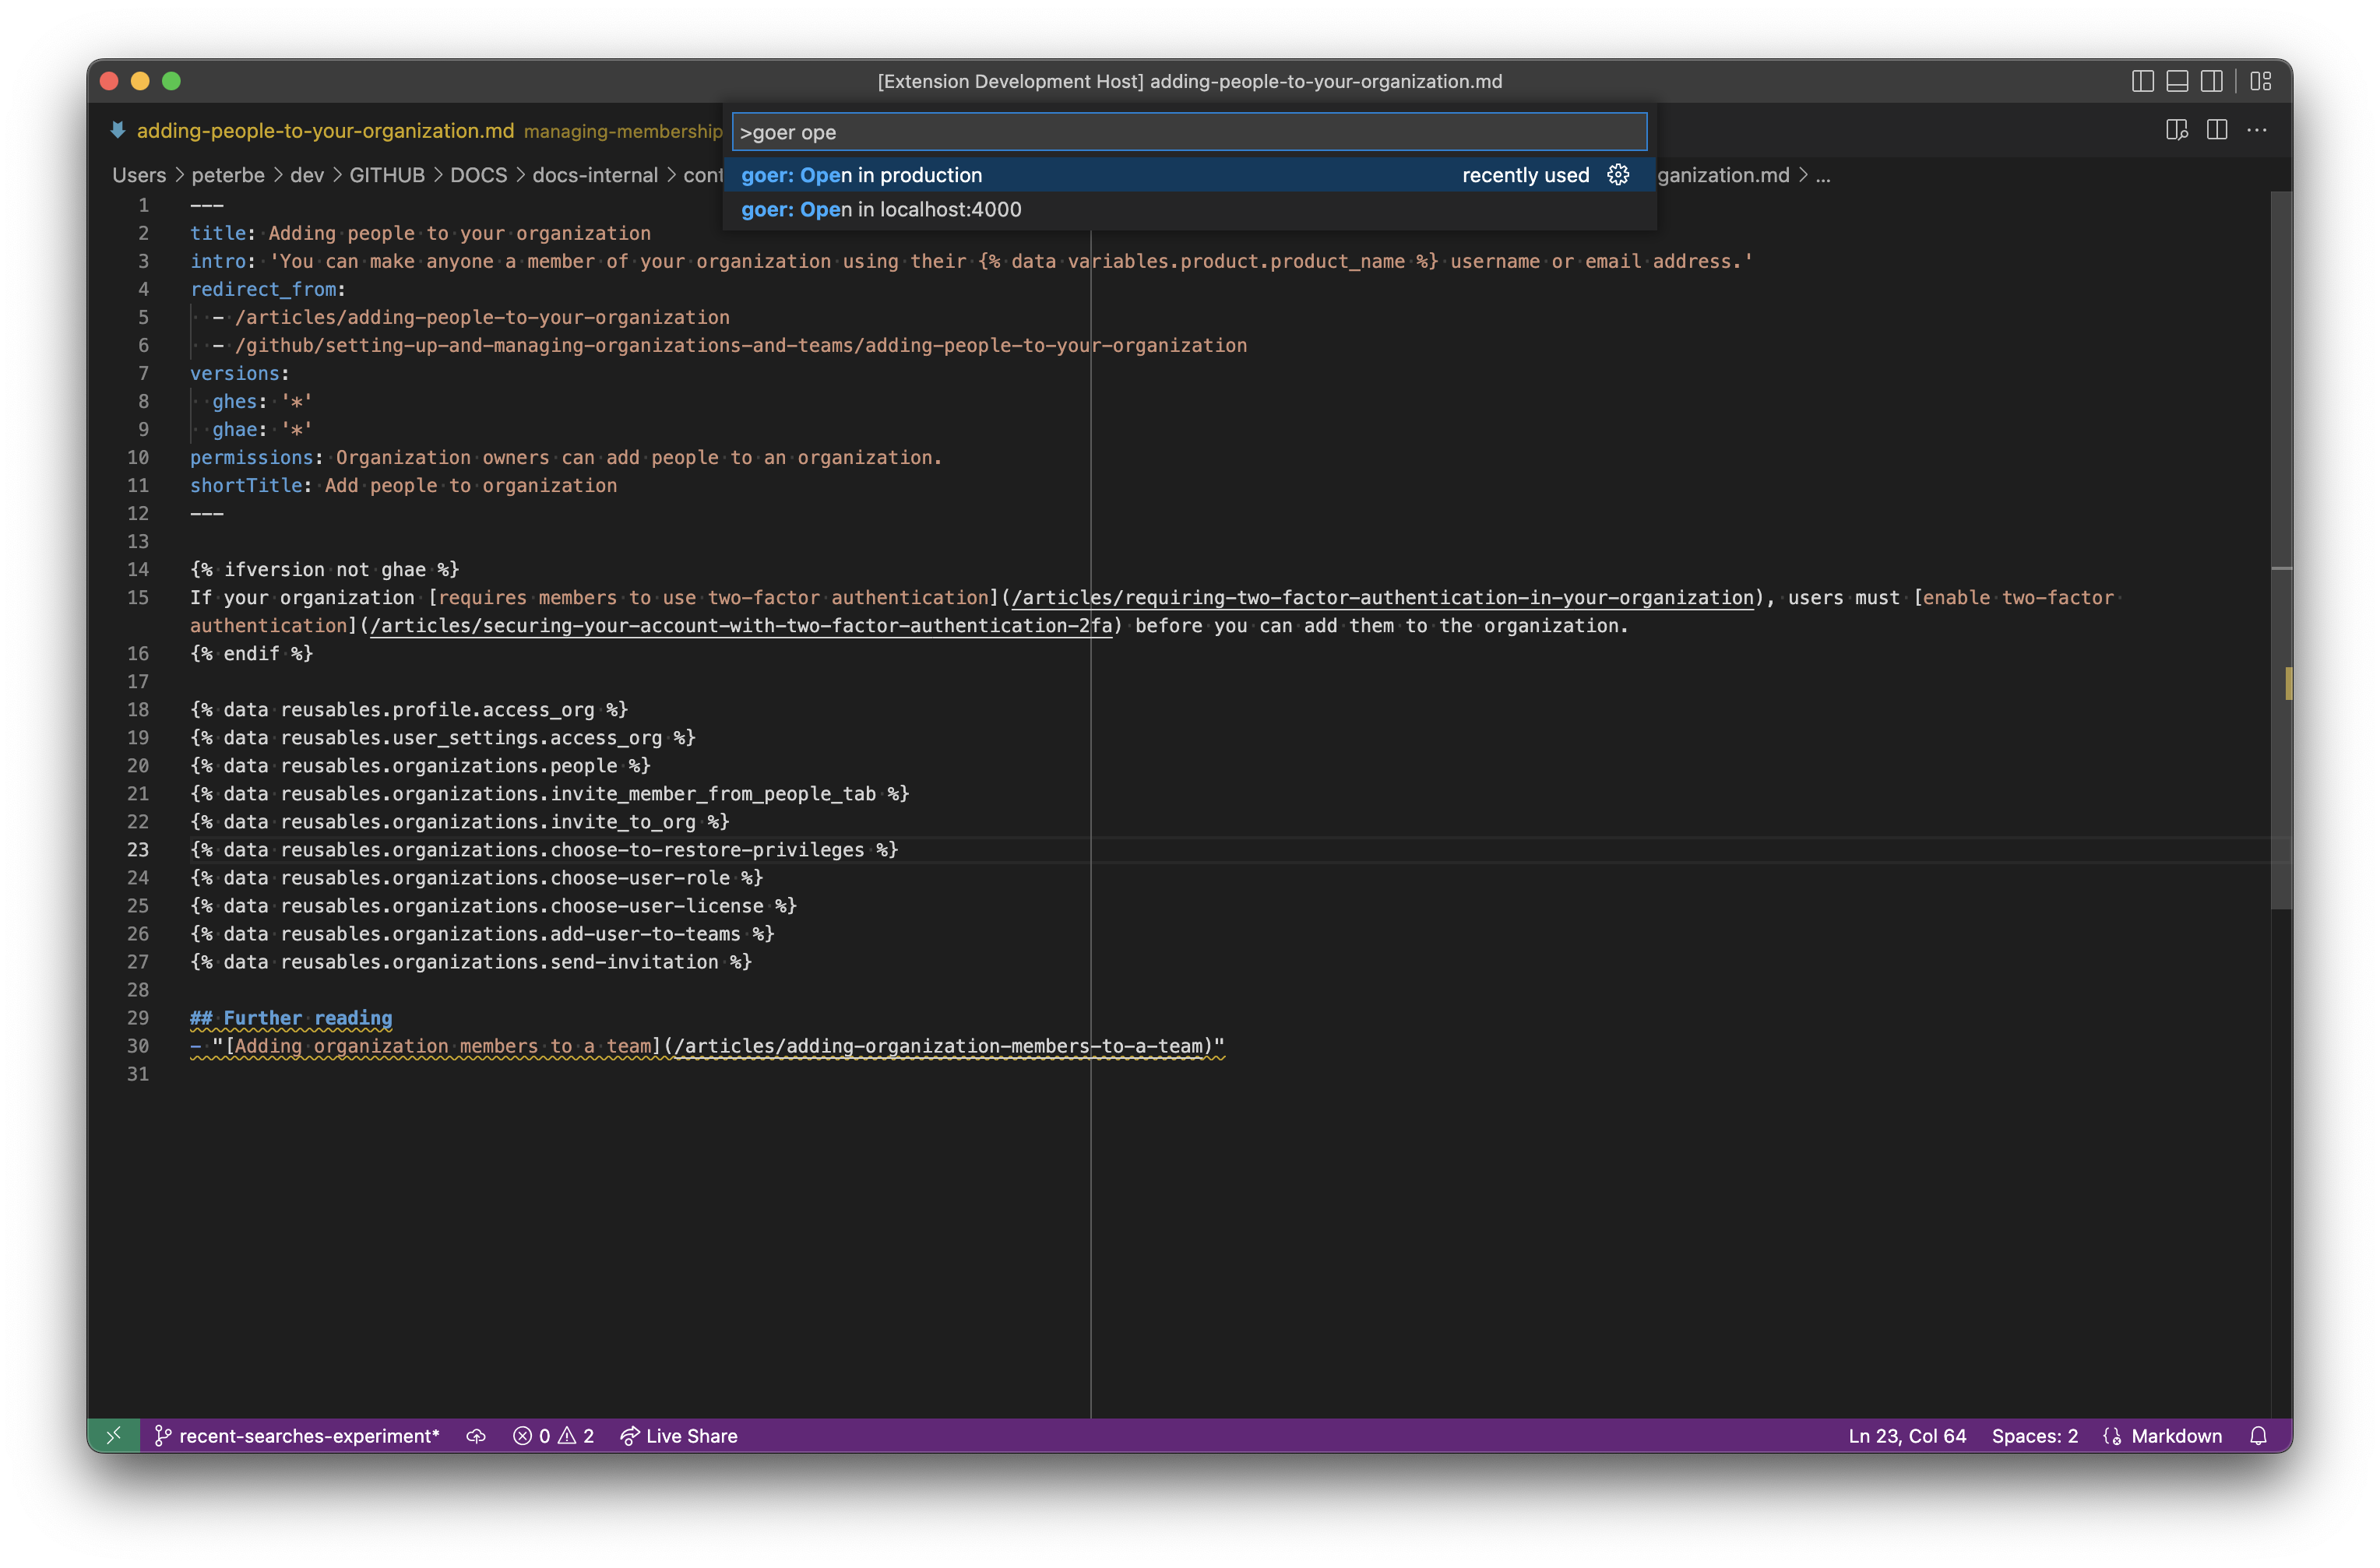 [Extension Development Host] adding-people-to-your-organization.md
adding-people-to-your-organization.md managing-membership
>goer ope
goer: Open in production recently used
goer: Open in localhost:4000
Users > peterbe > dev > GITHUB > DOCS > docs-internal > cont ganization.md > ...
1 ---
2 title: Adding people to your organization
3 intro: 'You can make anyone a member of your organization using their {% data variables.product.product_name %} username or email address.'
4 redirect_from:
5 - /articles/adding-people-to-your-organization
6 - /github/setting-up-and-managing-organizations-and-teams/adding-people-to-your-organization
7 versions:
8 ghes: '*'
9 ghae: '*'
10 permissions: Organization owners can add people to an organization.
11 shortTitle: Add people to organization
12 ---
13
14 {% ifversion not ghae %}
15 If your organization [requires members to use two-factor authentication](/articles/requiring-two-factor-authentication-in-your-organization), users must [enable two-factor
authentication](/articles/securing-your-account-with-two-factor-authentication-2fa) before you can add them to the organization.
16 {% endif %}
17
18 {% data reusables.profile.access_org %}
19 {% data reusables.user_settings.access_org %}
20 {% data reusables.organizations.people %}
21 {% data reusables.organizations.invite_member_from_people_tab %}
22 {% data reusables.organizations.invite_to_org %}
23 {% data reusables.organizations.choose-to-restore-privileges %}
24 {% data reusables.organizations.choose-user-role %}
25 {% data reusables.organizations.choose-user-license %}
26 {% data reusables.organizations.add-user-to-teams %}
27 {% data reusables.organizations.send-invitation %}
28
29 ## Further reading
30 - "[Adding organization members to a team](/articles/adding-organization-members-to-a-team)"
31
recent-searches-experiment* 0 2 Live Share Ln 23, Col 64 Spaces: 2 Markdown